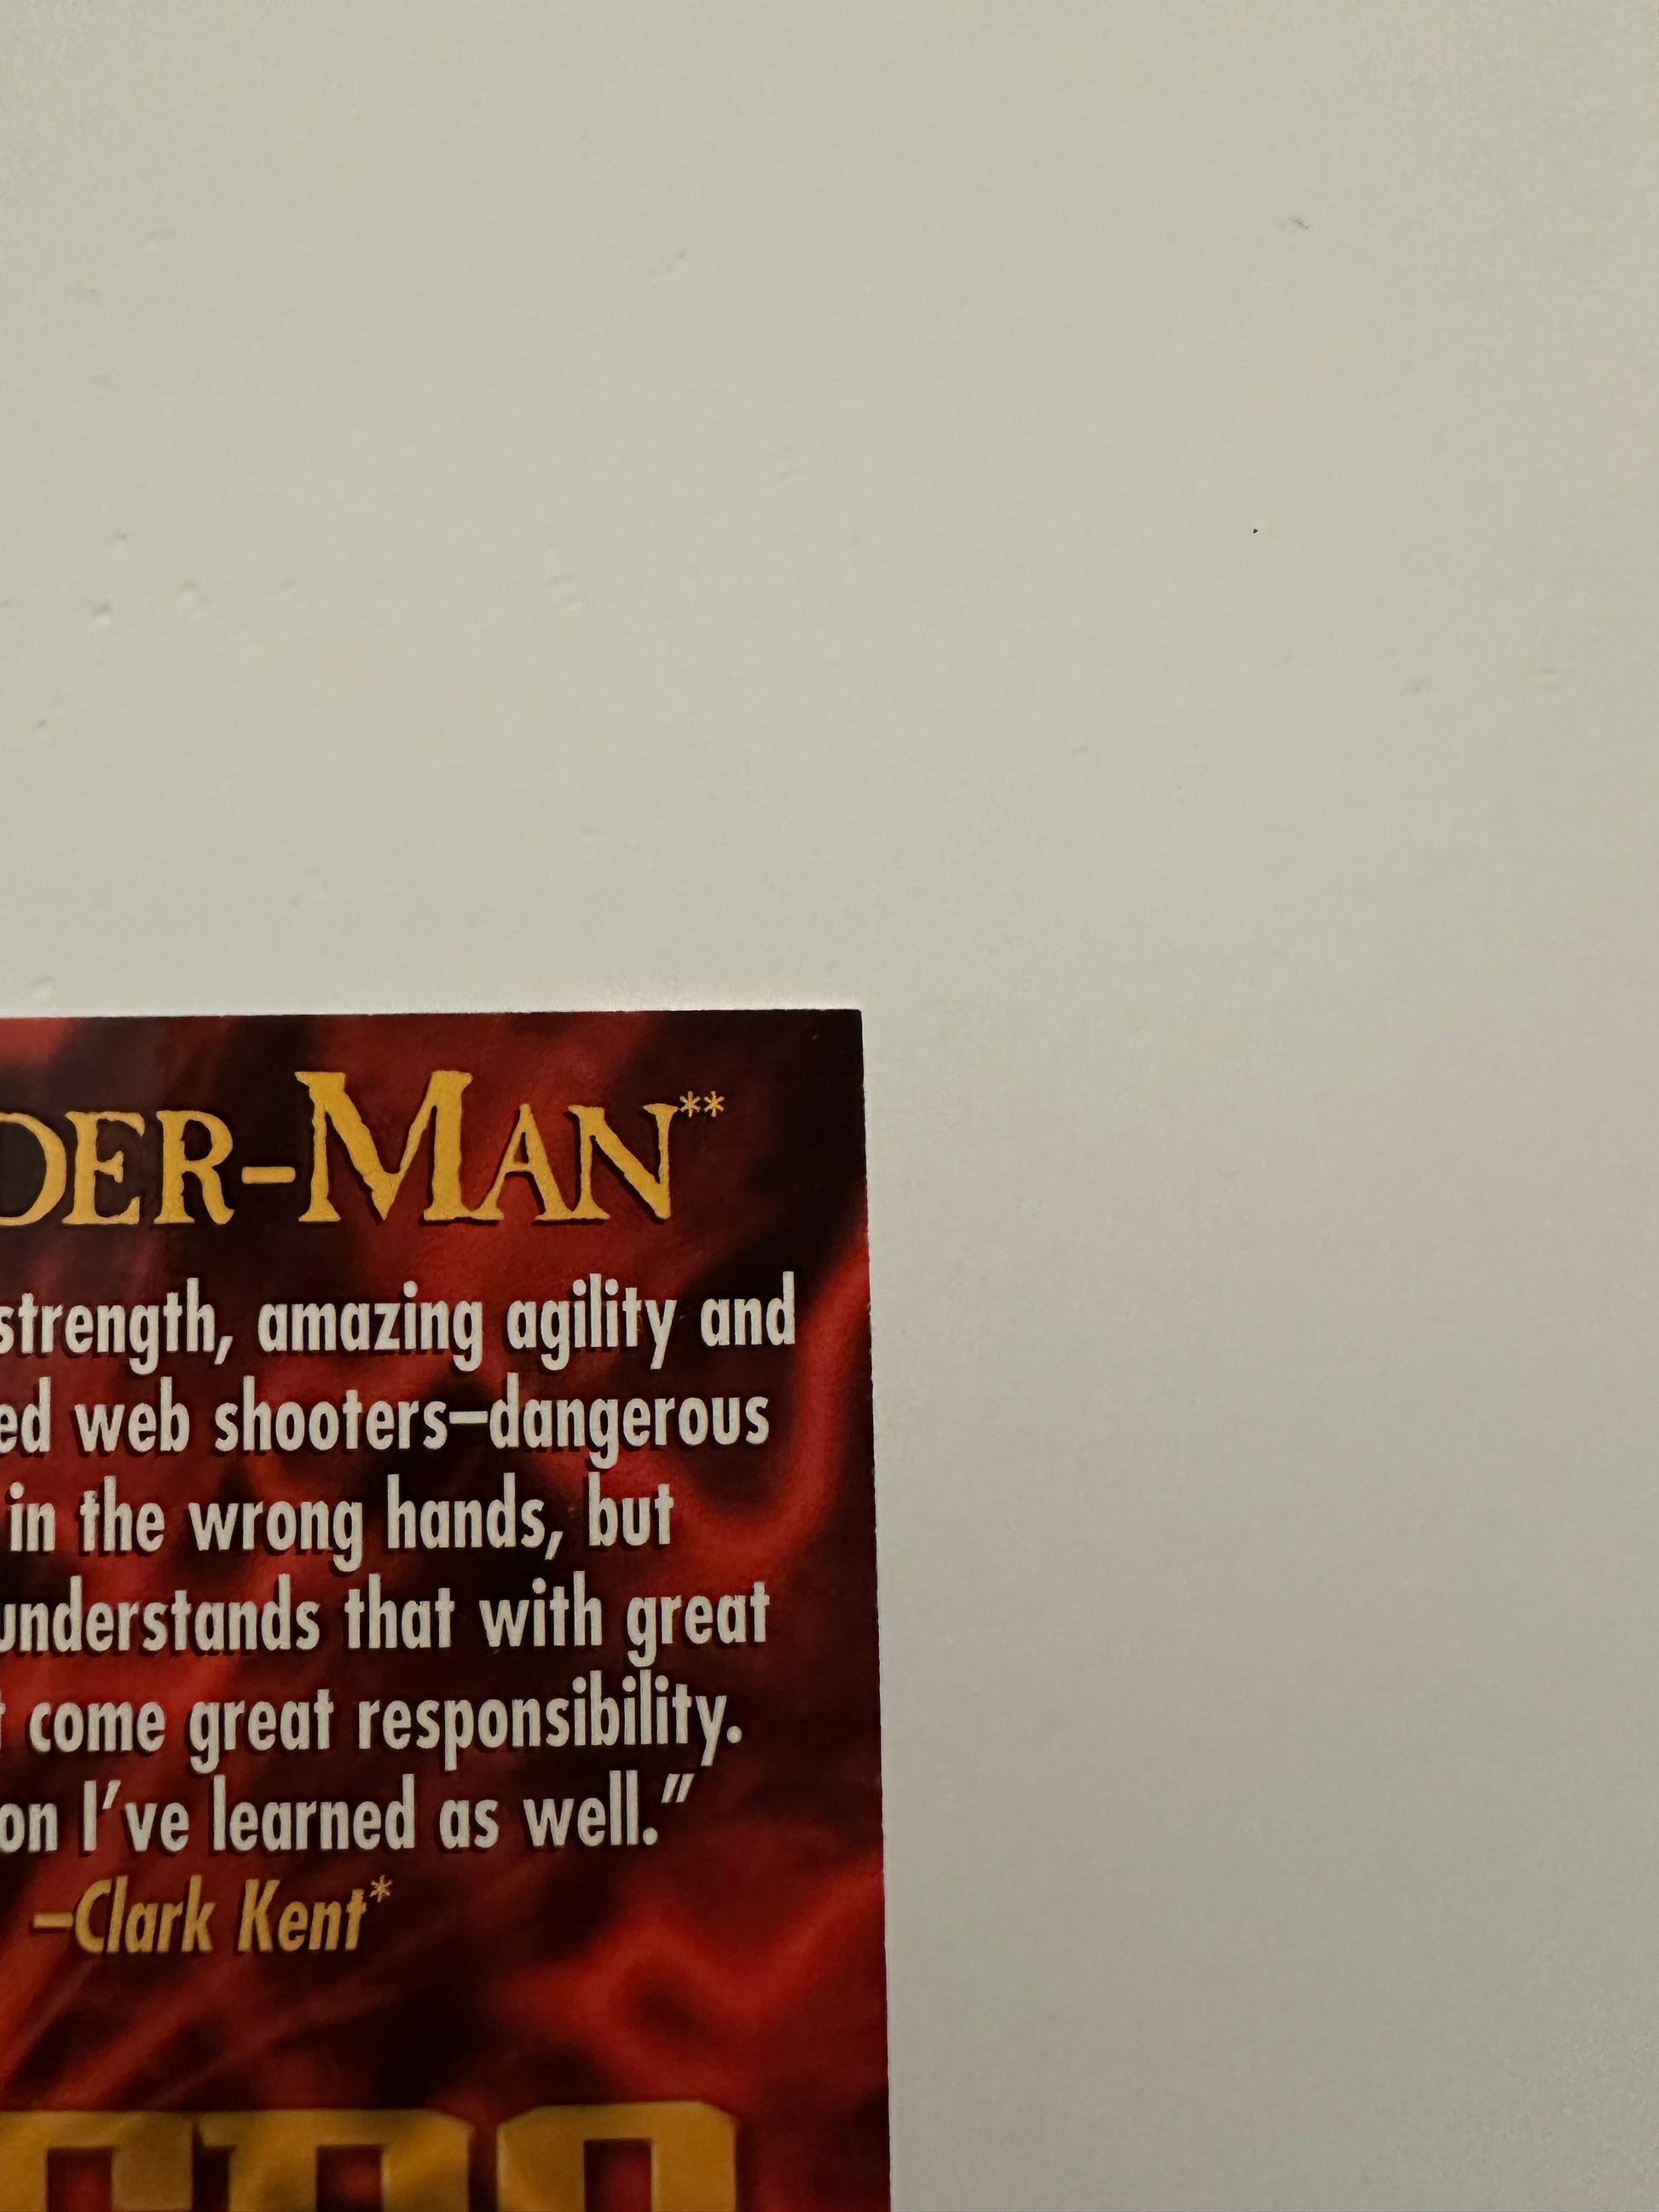 DER-MAN**
strength, amazing agility and
ed web shooters—dangerous
in the wrong hands, but
understands that with great
come great responsibility.
on I've learned as well."
—Clark Kent*